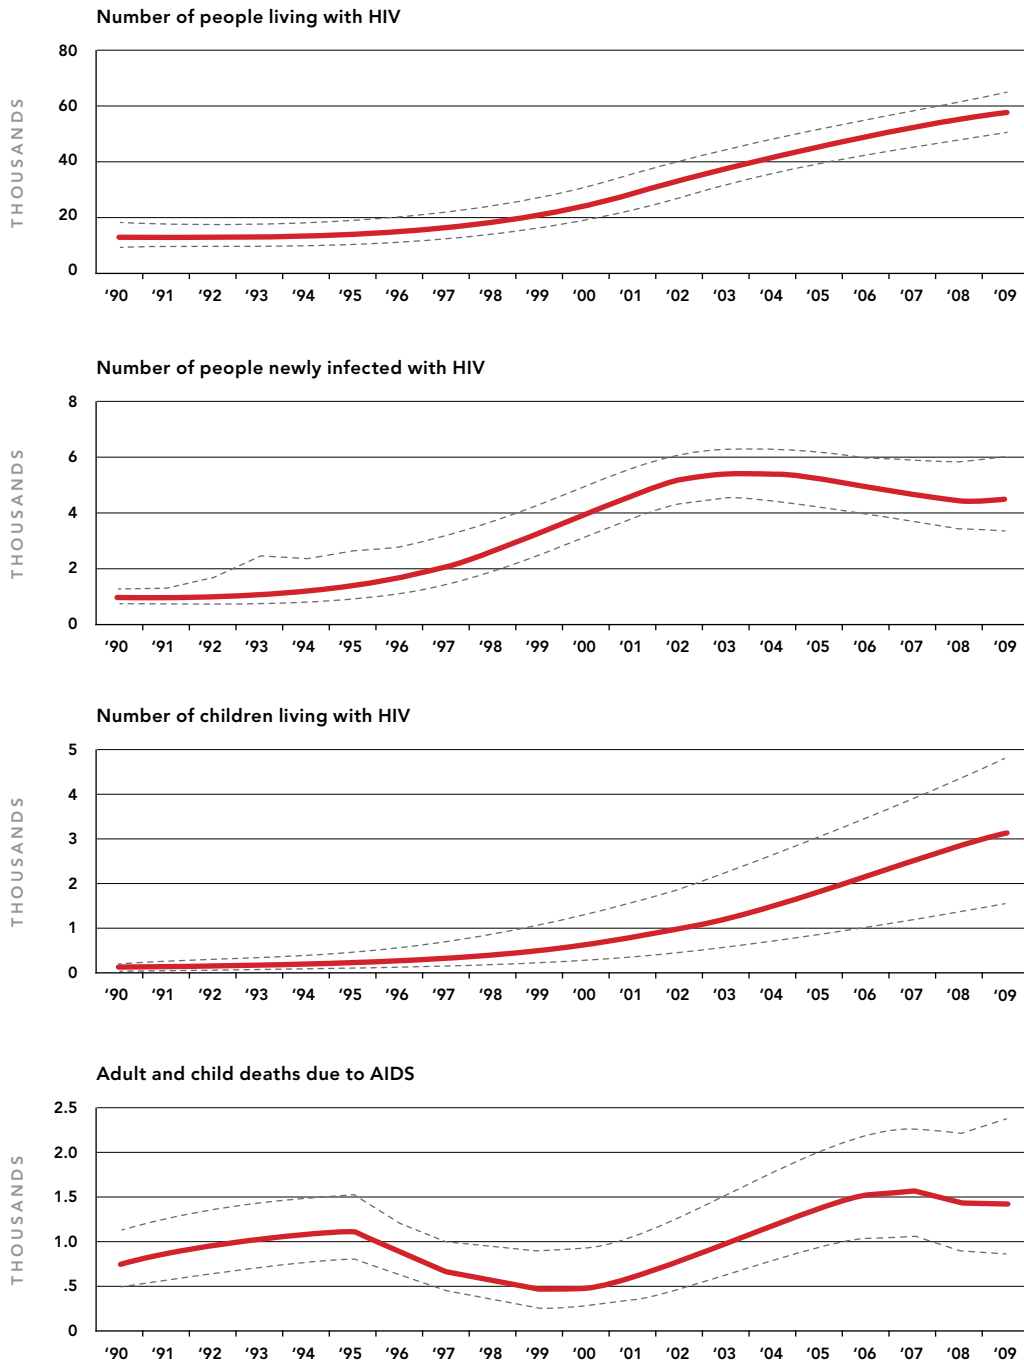 Number of people living with HIV
THOUSANDS
80
60
40
20
0
‘90 ‘91 ‘92 ‘93 ‘94 ‘95 ‘96 ‘97 ‘98 ‘99 ‘00 ‘01 ‘02 ‘03 ‘04 ‘05 ‘06 ‘07 ‘08 ‘09
Number of people newly infected with HIV
THOUSANDS
8
6
4
2
0
‘90 ‘91 ‘92 ‘93 ‘94 ‘95 ‘96 ‘97 ‘98 ‘99 ‘00 ‘01 ‘02 ‘03 ‘04 ‘05 ‘06 ‘07 ‘08 ‘09
Number of children living with HIV
THOUSANDS
5
4
3
2
1
0
‘90 ‘91 ‘92 ‘93 ‘94 ‘95 ‘96 ‘97 ‘98 ‘99 ‘00 ‘01 ‘02 ‘03 ‘04 ‘05 ‘06 ‘07 ‘08 ‘09
Adult and child deaths due to AIDS
THOUSANDS
2.5
2.0
1.5
1.0
.5
0
‘90 ‘91 ‘92 ‘93 ‘94 ‘95 ‘96 ‘97 ‘98 ‘99 ‘00 ‘01 ‘02 ‘03 ‘04 ‘05 ‘06 ‘07 ‘08 ‘09